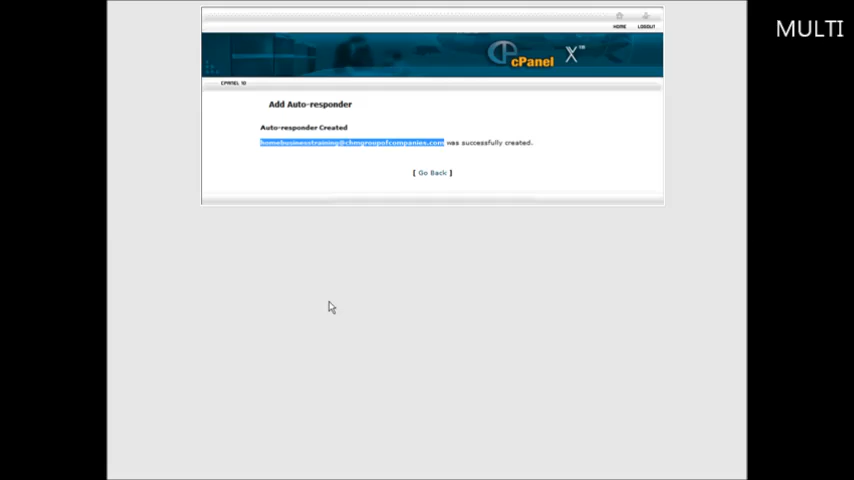 MULTI
HOME LOGOUT
cPanel X
CPANEL 10
Add Auto-responder
Auto-responder Created
homebusinesstraining@chmgroupofcompanies.com was successfully created.
[ Go Back ]